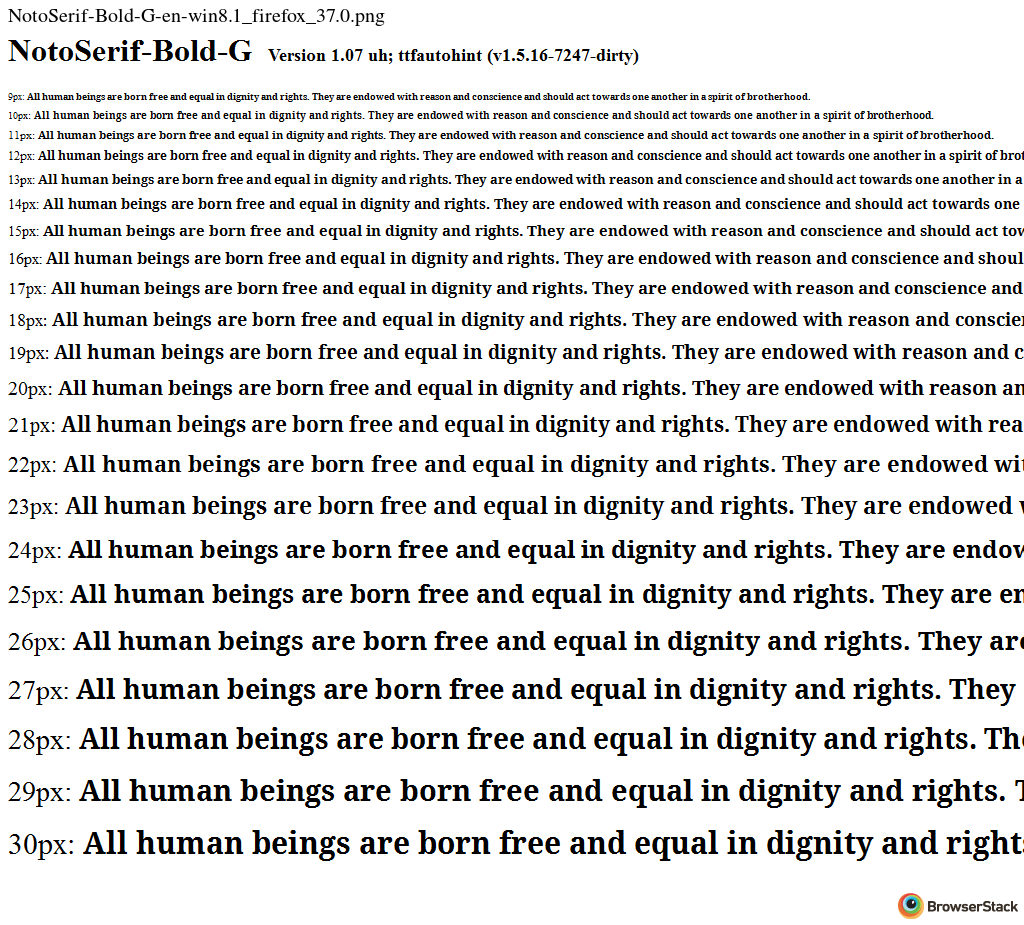 NotoSerif-Bold-G-en-win8.1_firefox_37.0.png
NotoSerif-Bold-G Version 1.07 uh; ttfautohint (v1.5.16-7247-dirty)
9px: All human beings are born free and equal in dignity and rights. They are endowed with reason and conscience and should act towards one another in a spirit of brotherhood.
10px: All human beings are born free and equal in dignity and rights. They are endowed with reason and conscience and should act towards one another in a spirit of brotherhood.
11px: All human beings are born free and equal in dignity and rights. They are endowed with reason and conscience and should act towards one another in a spirit of brotherhood.
12px: All human beings are born free and equal in dignity and rights. They are endowed with reason and conscience and should act towards one another in a spirit of brot
13px: All human beings are born free and equal in dignity and rights. They are endowed with reason and conscience and should act towards one another in a
14px: All human beings are born free and equal in dignity and rights. They are endowed with reason and conscience and should act towards one
15px: All human beings are born free and equal in dignity and rights. They are endowed with reason and conscience and should act tow
16px: All human beings are born free and equal in dignity and rights. They are endowed with reason and conscience and shoul
17px: All human beings are born free and equal in dignity and rights. They are endowed with reason and conscience and
18px: All human beings are born free and equal in dignity and rights. They are endowed with reason and conscien
19px: All human beings are born free and equal in dignity and rights. They are endowed with reason and c
20px: All human beings are born free and equal in dignity and rights. They are endowed with reason an
21px: All human beings are born free and equal in dignity and rights. They are endowed with rea
22px: All human beings are born free and equal in dignity and rights. They are endowed wit
23px: All human beings are born free and equal in dignity and rights. They are endowed w
24px: All human beings are born free and equal in dignity and rights. They are endow
25px: All human beings are born free and equal in dignity and rights. They are en
26px: All human beings are born free and equal in dignity and rights. They are
27px: All human beings are born free and equal in dignity and rights. They
28px: All human beings are born free and equal in dignity and rights. The
29px: All human beings are born free and equal in dignity and rights. T
30px: All human beings are born free and equal in dignity and rights
BrowserStack